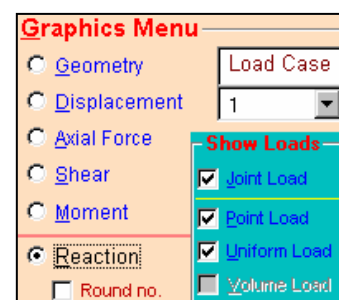 Graphics Menu
Geometry
Load Case
Displacement
1
Axial Force
Show Loads
Shear
Joint Load
Moment
Point Load
Uniform Load
Reaction
Volume Load
Round no.